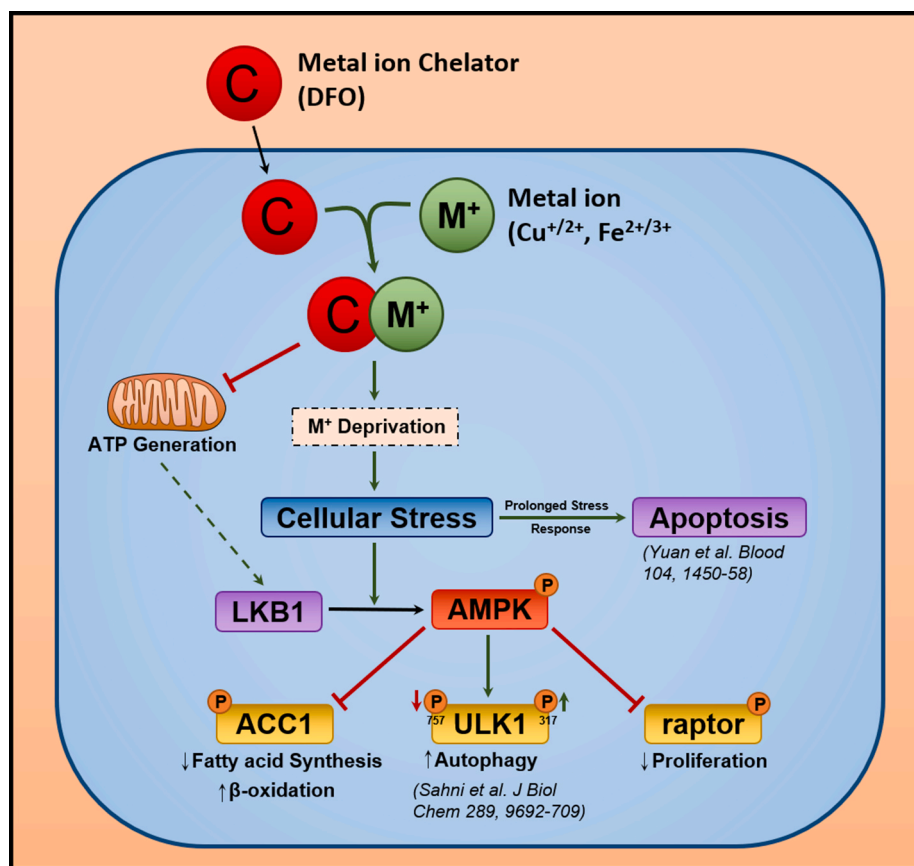 C
Metal ion Chelator
(DFO)
C
M⁺
Metal ion
(Cu⁺/²⁺, Fe²⁺/³⁺
C
M⁺
ATP Generation
M⁺ Deprivation
Cellular Stress
Prolonged Stress
Response
Apoptosis
(Yuan et al. Blood
104, 1450-58)
LKB1
AMPK
P
P
ACC1
↓Fatty acid Synthesis
↑β-oxidation
↓
P
757
ULK1
P
317
↑
↑Autophagy
(Sahni et al. J Biol
Chem 289, 9692-709)
raptor
P
↓Proliferation